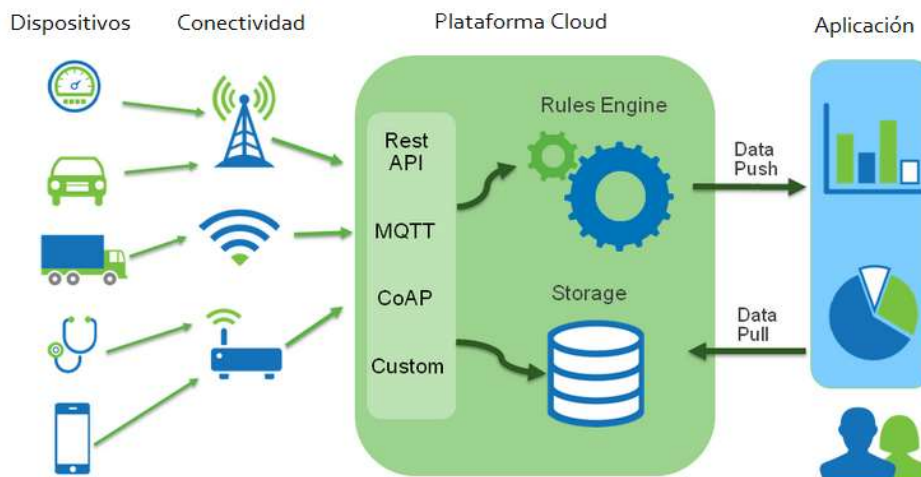 Dispositivos
Conectividad
Plataforma Cloud
Aplicación
Rest
API
MQTT
CoAP
Custom
Rules Engine
Storage
Data
Push
Data
Pull